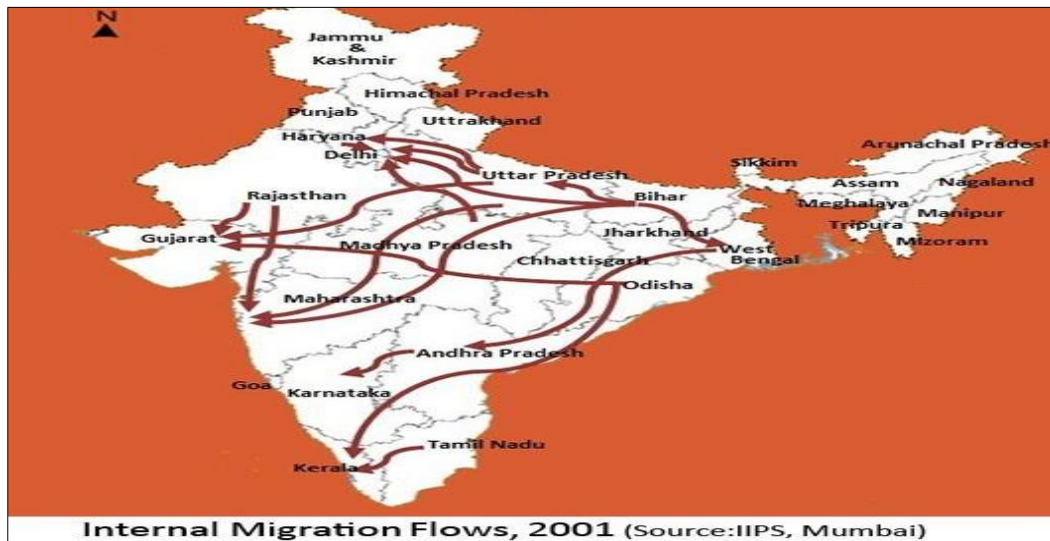 N
Jammu
&
Kashmir
Himachal Pradesh
Punjab
Uttrakhand
Haryana
Delhi
Arunachal Pradesh
Sikkim
Uttar Pradesh
Assam
Nagaland
Rajasthan
Bihar
Meghalaya
Manipur
Tripura
Gujarat
Jharkhand
Mizoram
Madhya Pradesh
West
Bengal
Chhattisgarh
Odisha
Maharashtra
Andhra Pradesh
Goa
Karnataka
Tamil Nadu
Kerala
Internal Migration Flows, 2001 (Source:IIPS, Mumbai)